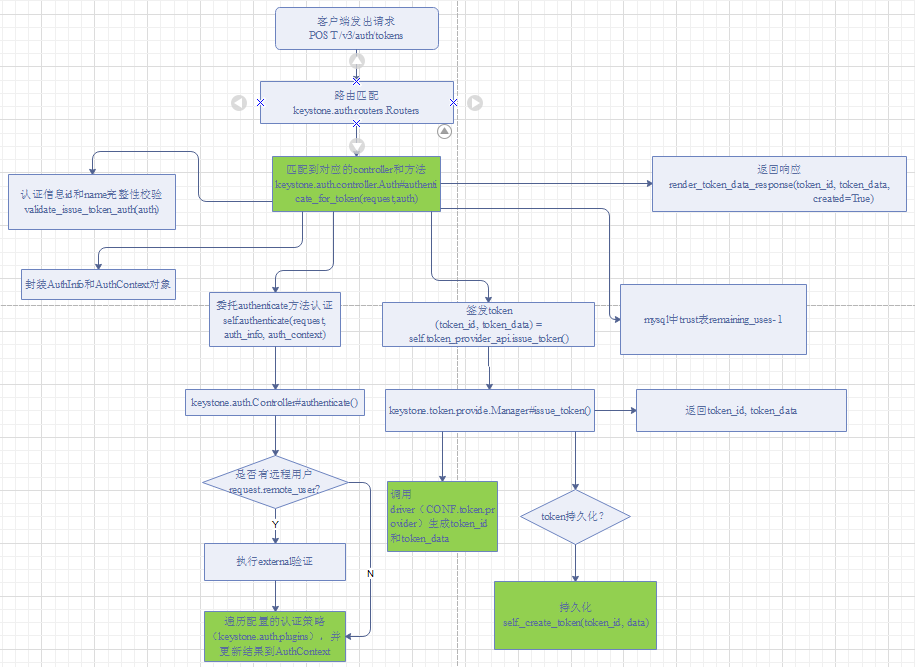 客户端发出请求
POST /v3/auth/tokens
路由匹配
keystone.auth.routers.Routers
匹配到对应的controller和方法
keystone.auth.controller.Auth#authenti
cate_for_token(request,auth)
返回响应
render_token_data_response(token_id, token_data,
created=True)
认证信息id和name完整性校验
validate_issue_token_auth(auth)
封装AuthInfo和AuthContext对象
委托authenticate方法认证
self.authenticate(request,
auth_info, auth_context)
签发token
(token_id, token_data) =
self.token_provider_api.issue_token()
mysql中trust表remaining_uses-1
keystone.auth.Controller#authenticate()
keystone.token.provide.Manager#issue_token()
返回token_id, token_data
是否有远程用户
request.remote_user?
Y
N
执行external验证
遍历配置的认证策略
（keystone.auth.plugins），并
更新结果到AuthContext
调用
driver（CONF.token.pr
ovider）生成token_id
和token_data
token持久化？
持久化
self._create_token(token_id, data)